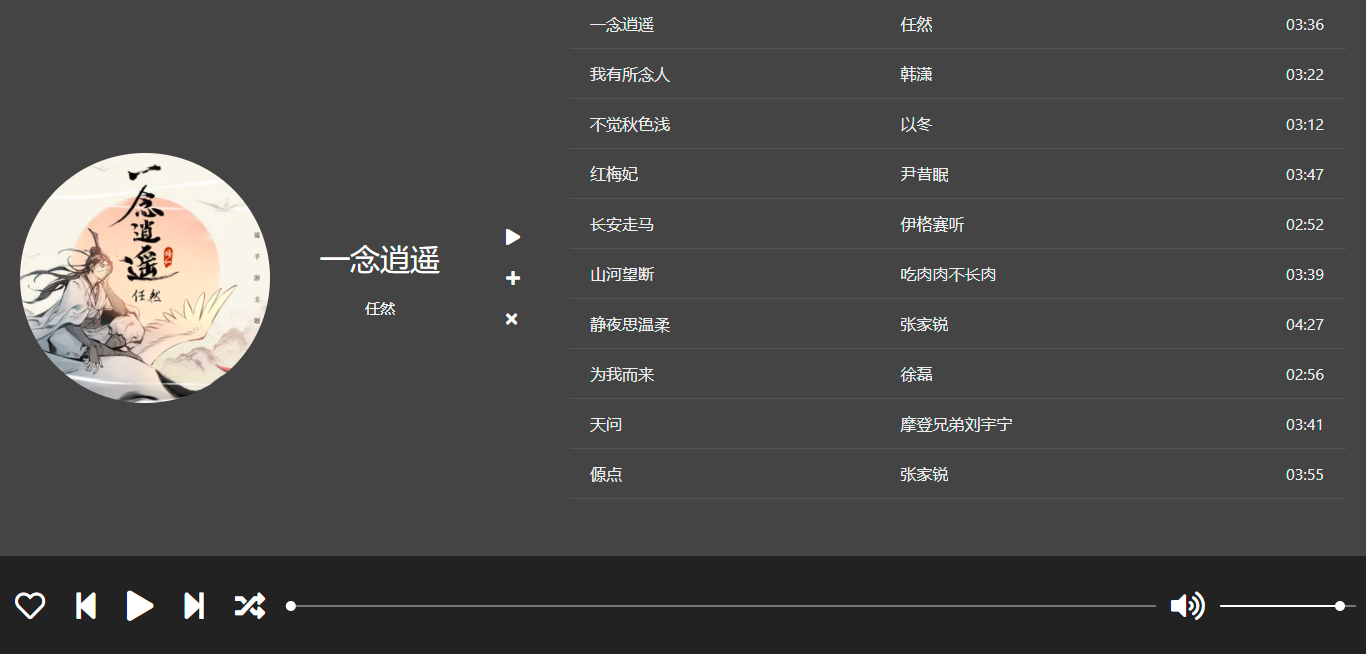 一念逍遥 任然 03:36
我有所念人 韩潇 03:22
不觉秋色浅 以冬 03:12
红梅妃 尹昔眠 03:47
长安走马 伊格赛听 02:52
山河望断 吃肉肉不长肉 03:39
静夜思温柔 张家锐 04:27
为我而来 徐磊 02:56
天问 摩登兄弟刘宇宁 03:41
傆点 张家锐 03:55
一念逍遥
任然
一念逍遥
任然